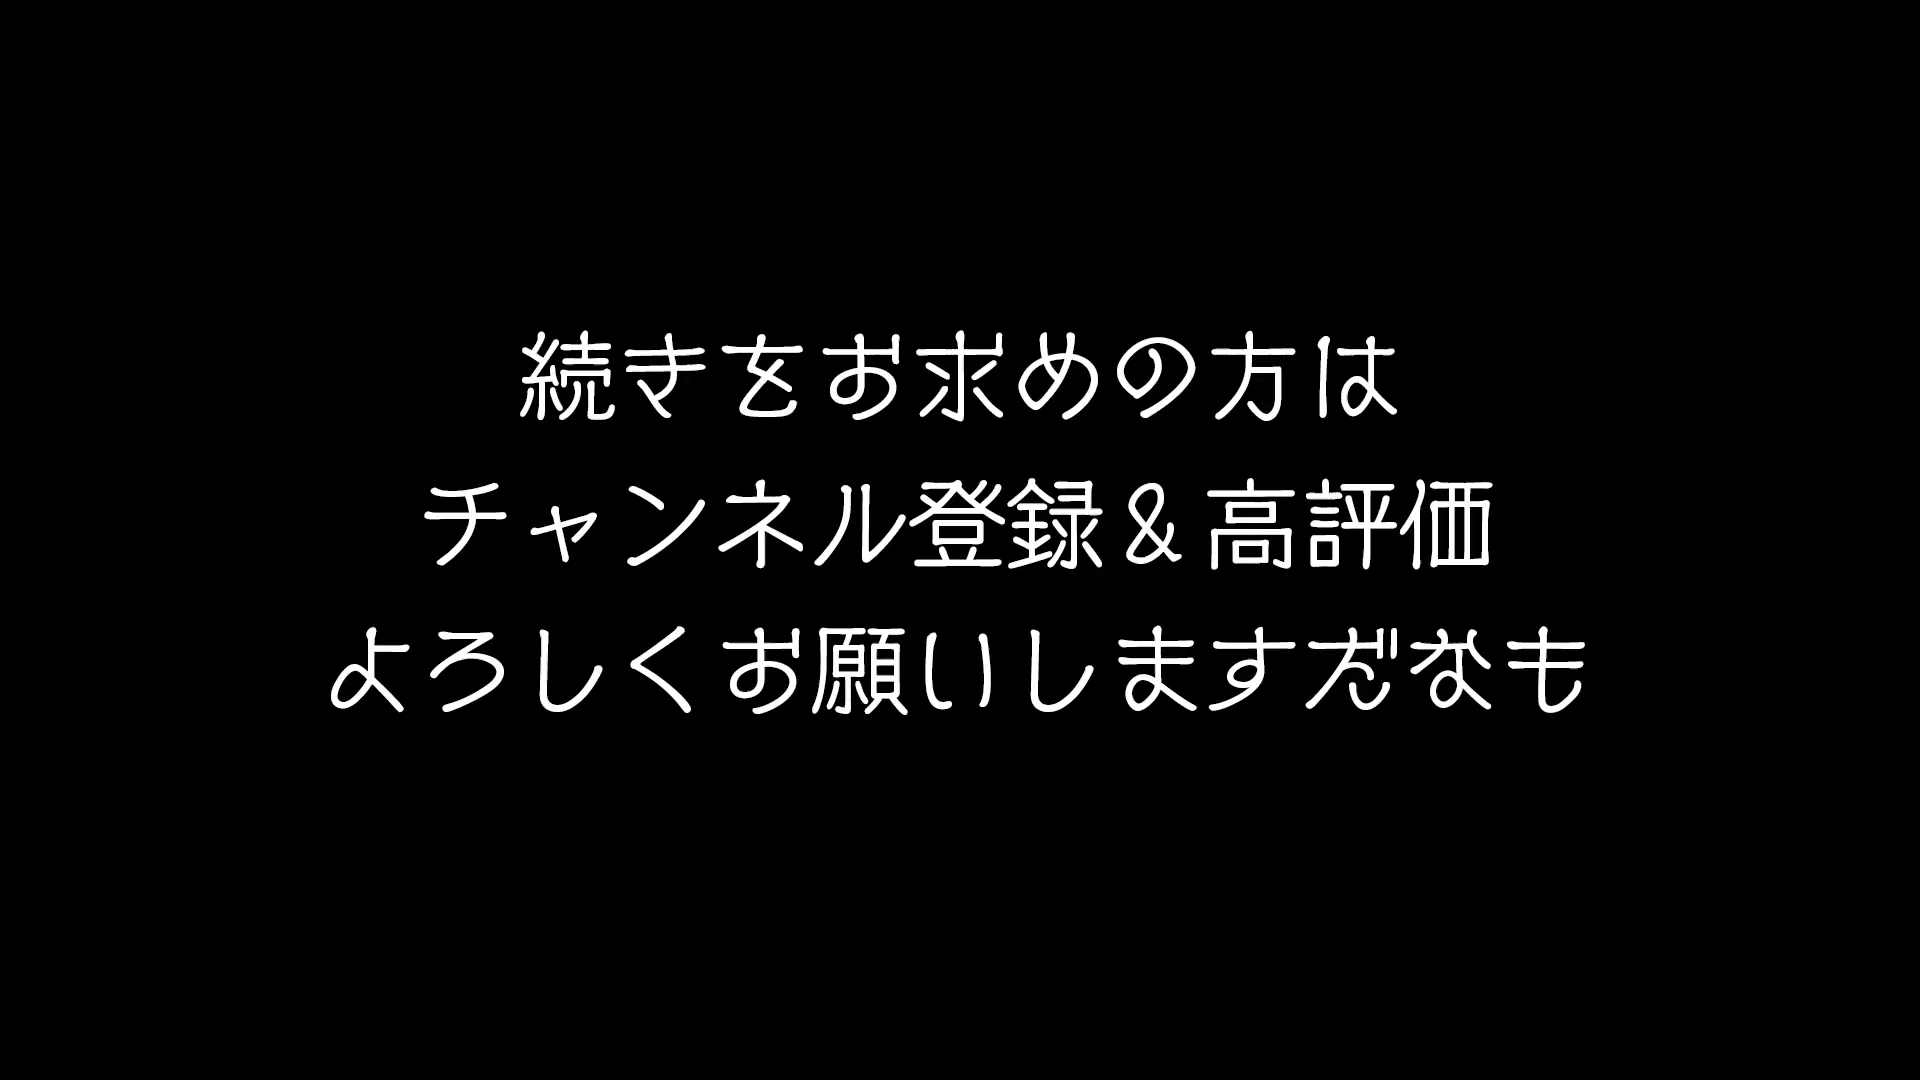 続きをお求めの方は
チャンネル登録＆高評価
よろしくお願いしますだなも